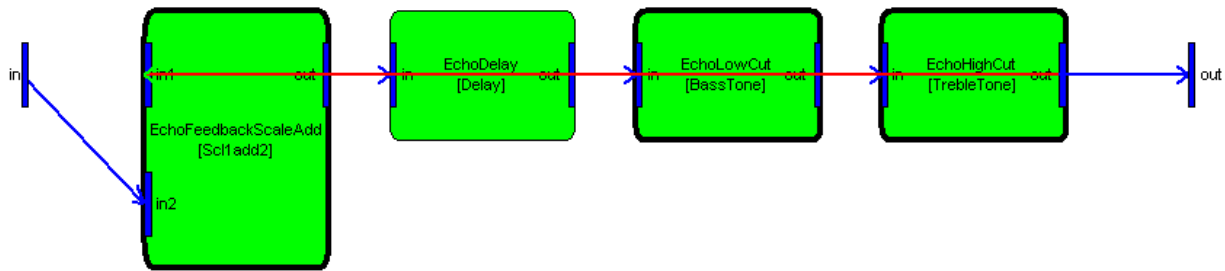 in
in1
out
EchoFeedbackScaleAdd
[Scl1add2]
in2
in
EchoDelay
out
[Delay]
in
EchoLowCut
out
[BassTone]
in
EchoHighCut
out
[TrebleTone]
out